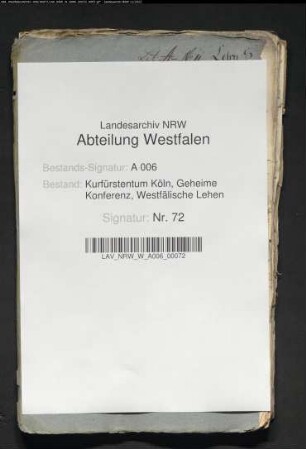 Landesarchiv NRW
Abteilung Westfalen
Bestands-Signatur: A 006
Bestand: Kurfürstentum Köln, Geheime
Konferenz, Westfälische Lehen
Signatur: Nr. 72
LAV_NRW_W_A006_00072